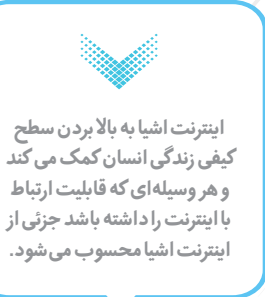 اینترنت اشیا به بالا بردن سطح
کیفی زندگی انسان کمک می کند
و هر وسیله‌ای که قابلیت ارتباط
با اینترنت را داشته باشد جزئی از
اینترنت اشیا محسوب می‌شود.